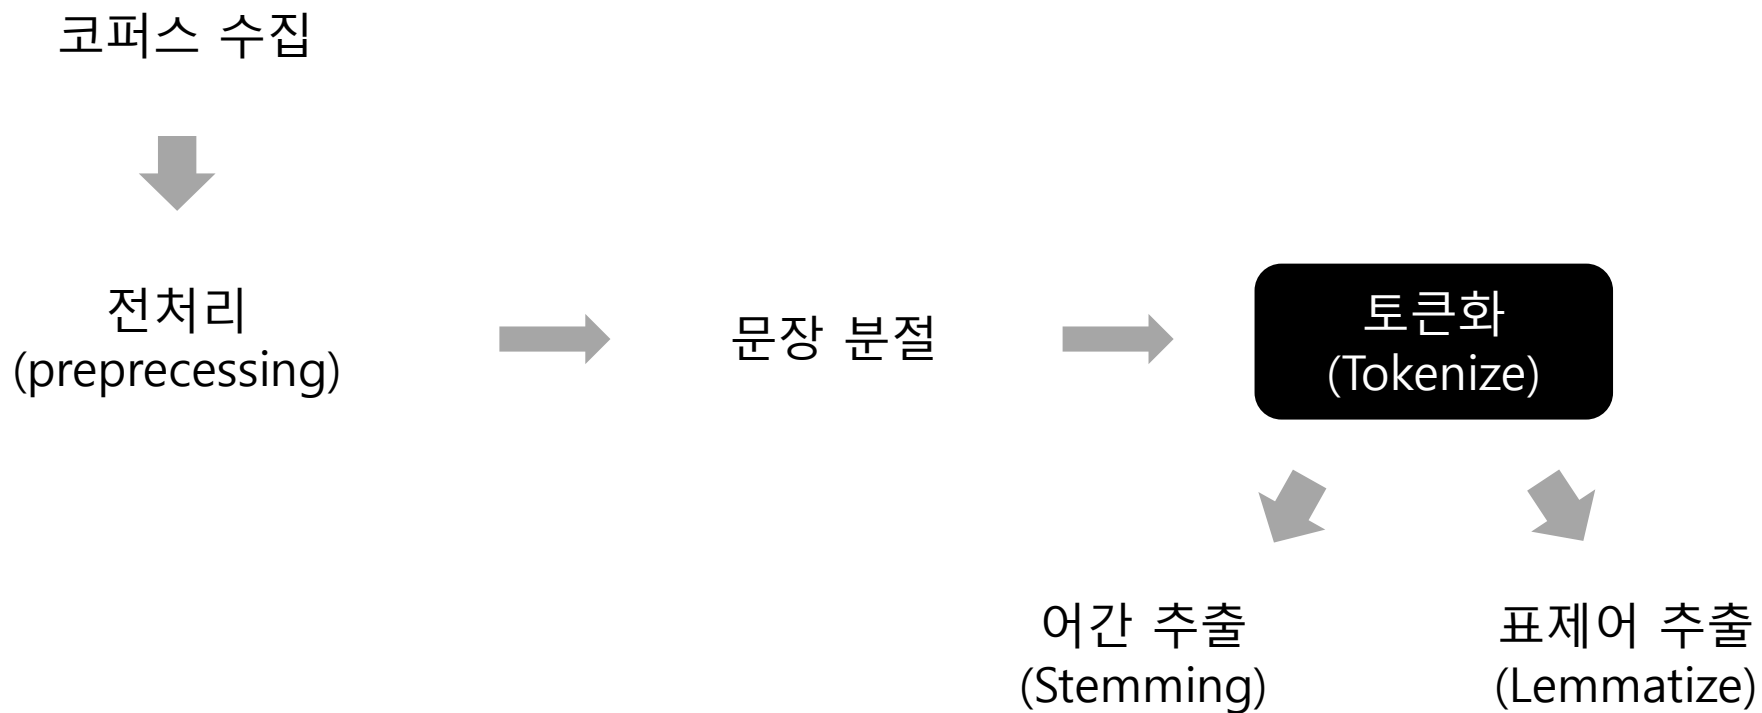 코퍼스 수집
전처리
(preprecessing)
문장 분절
토큰화
(Tokenize)
어간 추출
(Stemming)
표제어 추출
(Lemmatize)